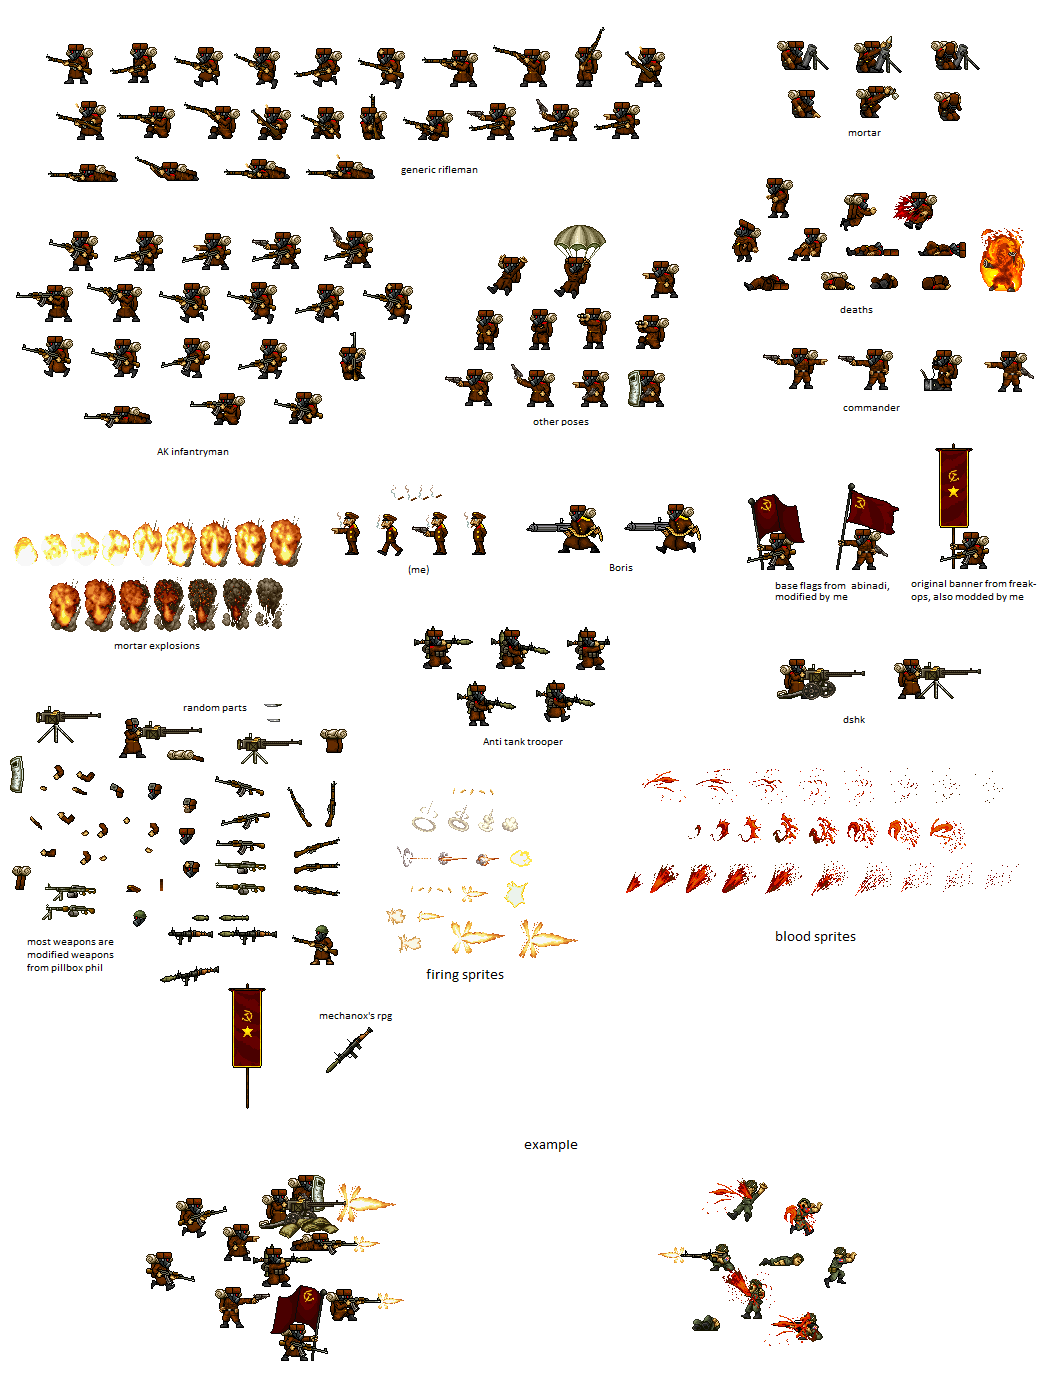 mortar
generic rifleman
deaths
commander
other poses
AK infantryman
(me)
Boris
base flags from  abinadi,
modified by me
original banner from freak-
ops, also modded by me
mortar explosions
random parts
dshk
Anti tank trooper
most weapons are
modified weapons
from pillbox phil
firing sprites
blood sprites
mechanox's rpg
example